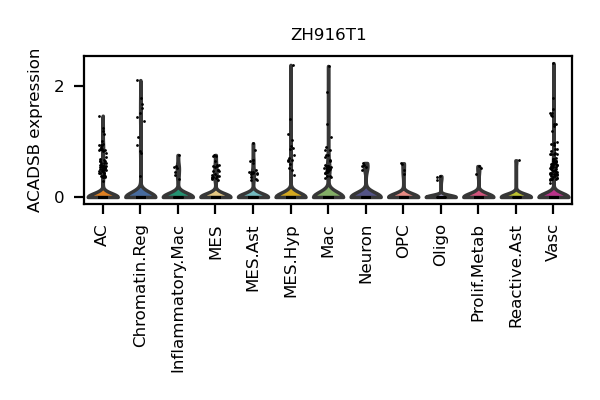 ZH916T1
ACADSB expression
2
0
AC
Chromatin.Reg
Inflammatory.Mac
MES
MES.Ast
MES.Hyp
Mac
Neuron
OPC
Oligo
Prolif.Metab
Reactive.Ast
Vasc